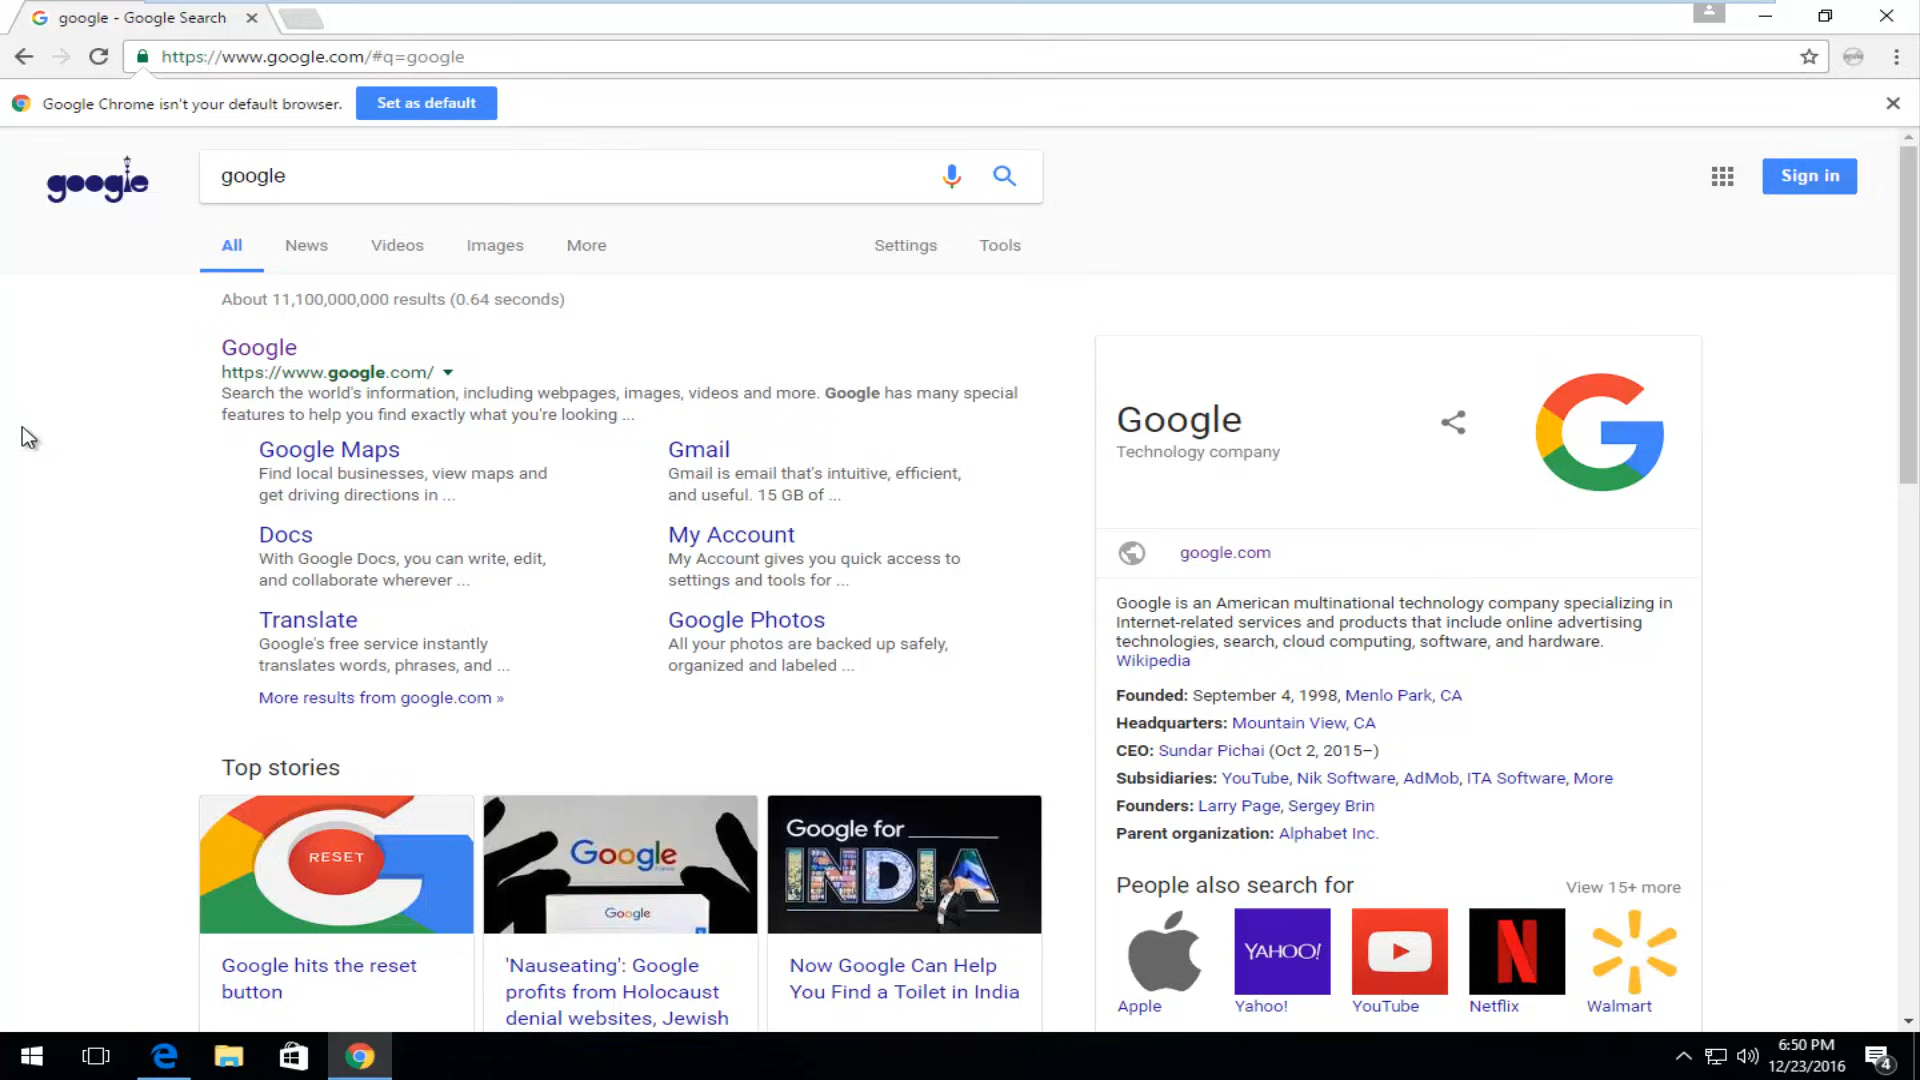 google - Google Search
https://www.google.com/#q=google
Google Chrome isn't your default browser.
Set as default
google
google
Sign in
All
News
Videos
Images
More
Settings
Tools
About 11,100,000,000 results (0.64 seconds)
Google
https://www.google.com/
Search the world's information, including webpages, images, videos and more. Google has many special
features to help you find exactly what you're looking ...
Google Maps
Find local businesses, view maps and
get driving directions in ...
Gmail
Gmail is email that's intuitive, efficient,
and useful. 15 GB of ...
Docs
With Google Docs, you can write, edit,
and collaborate wherever ...
My Account
My Account gives you quick access to
settings and tools for ...
Translate
Google's free service instantly
translates words, phrases, and ...
Google Photos
All your photos are backed up safely,
organized and labeled ...
More results from google.com »
Top stories
RESET
Google hits the reset
button
Google
Google
'Nauseating': Google
profits from Holocaust
denial websites, Jewish
Google for
INDIA
Now Google Can Help
You Find a Toilet in India
Google
Technology company
google.com
Google is an American multinational technology company specializing in
Internet-related services and products that include online advertising
technologies, search, cloud computing, software, and hardware.
Wikipedia
Founded: September 4, 1998, Menlo Park, CA
Headquarters: Mountain View, CA
CEO: Sundar Pichai (Oct 2, 2015–)
Subsidiaries: YouTube, Nik Software, AdMob, ITA Software, More
Founders: Larry Page, Sergey Brin
Parent organization: Alphabet Inc.
People also search for
View 15+ more
YAHOO!
N
Apple
Yahoo!
YouTube
Netflix
Walmart
6:50 PM
12/23/2016
4